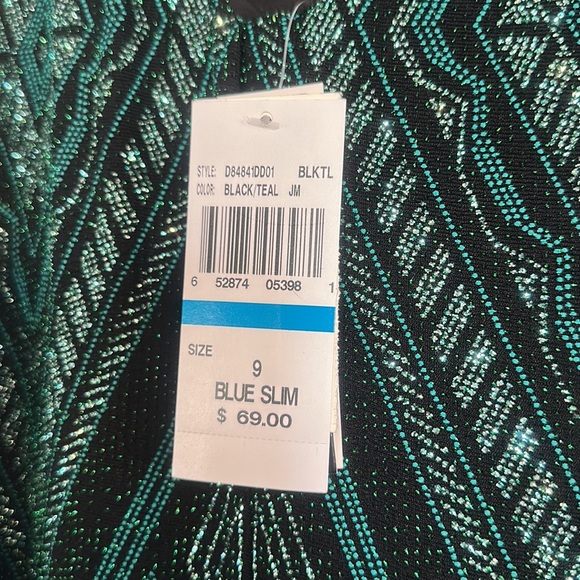 STYLE: D84841DD01 BLKTL
COLOR: BLACK/TEAL JM
6 52874 05398 1
SIZE 9
BLUE SLIM
$ 69.00